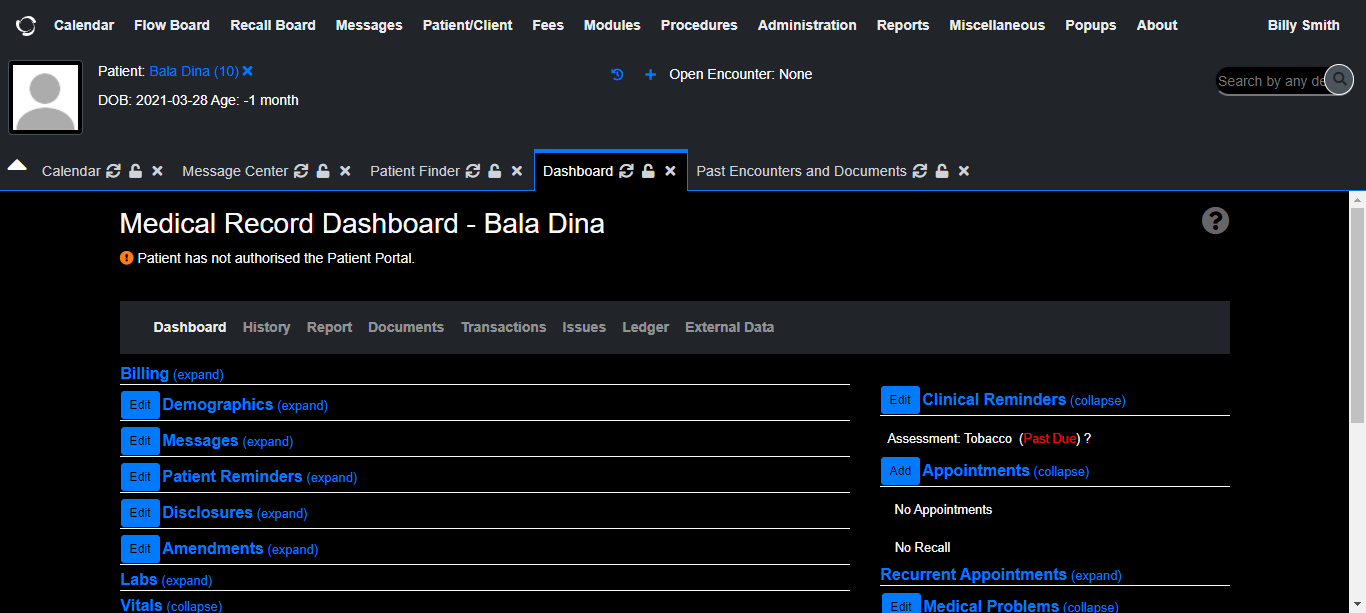 Calendar Flow Board Recall Board Messages Patient/Client Fees Modules Procedures Administration Reports Miscellaneous Popups About Billy Smith
Patient: Bala Dina (10)
Open Encounter: None
Search by any de
DOB: 2021-03-28 Age: -1 month
Calendar Message Center Patient Finder Dashboard Past Encounters and Documents
Medical Record Dashboard - Bala Dina
Patient has not authorised the Patient Portal.
Dashboard History Report Documents Transactions Issues Ledger External Data
Billing (expand)
Edit Demographics (expand)
Edit Messages (expand)
Edit Patient Reminders (expand)
Edit Disclosures (expand)
Edit Amendments (expand)
Labs (expand)
Vitals (collapse)
Edit Clinical Reminders (collapse)
Assessment: Tobacco (Past Due) ?
Add Appointments (collapse)
No Appointments
No Recall
Recurrent Appointments (expand)
Edit Medical Problems (collapse)